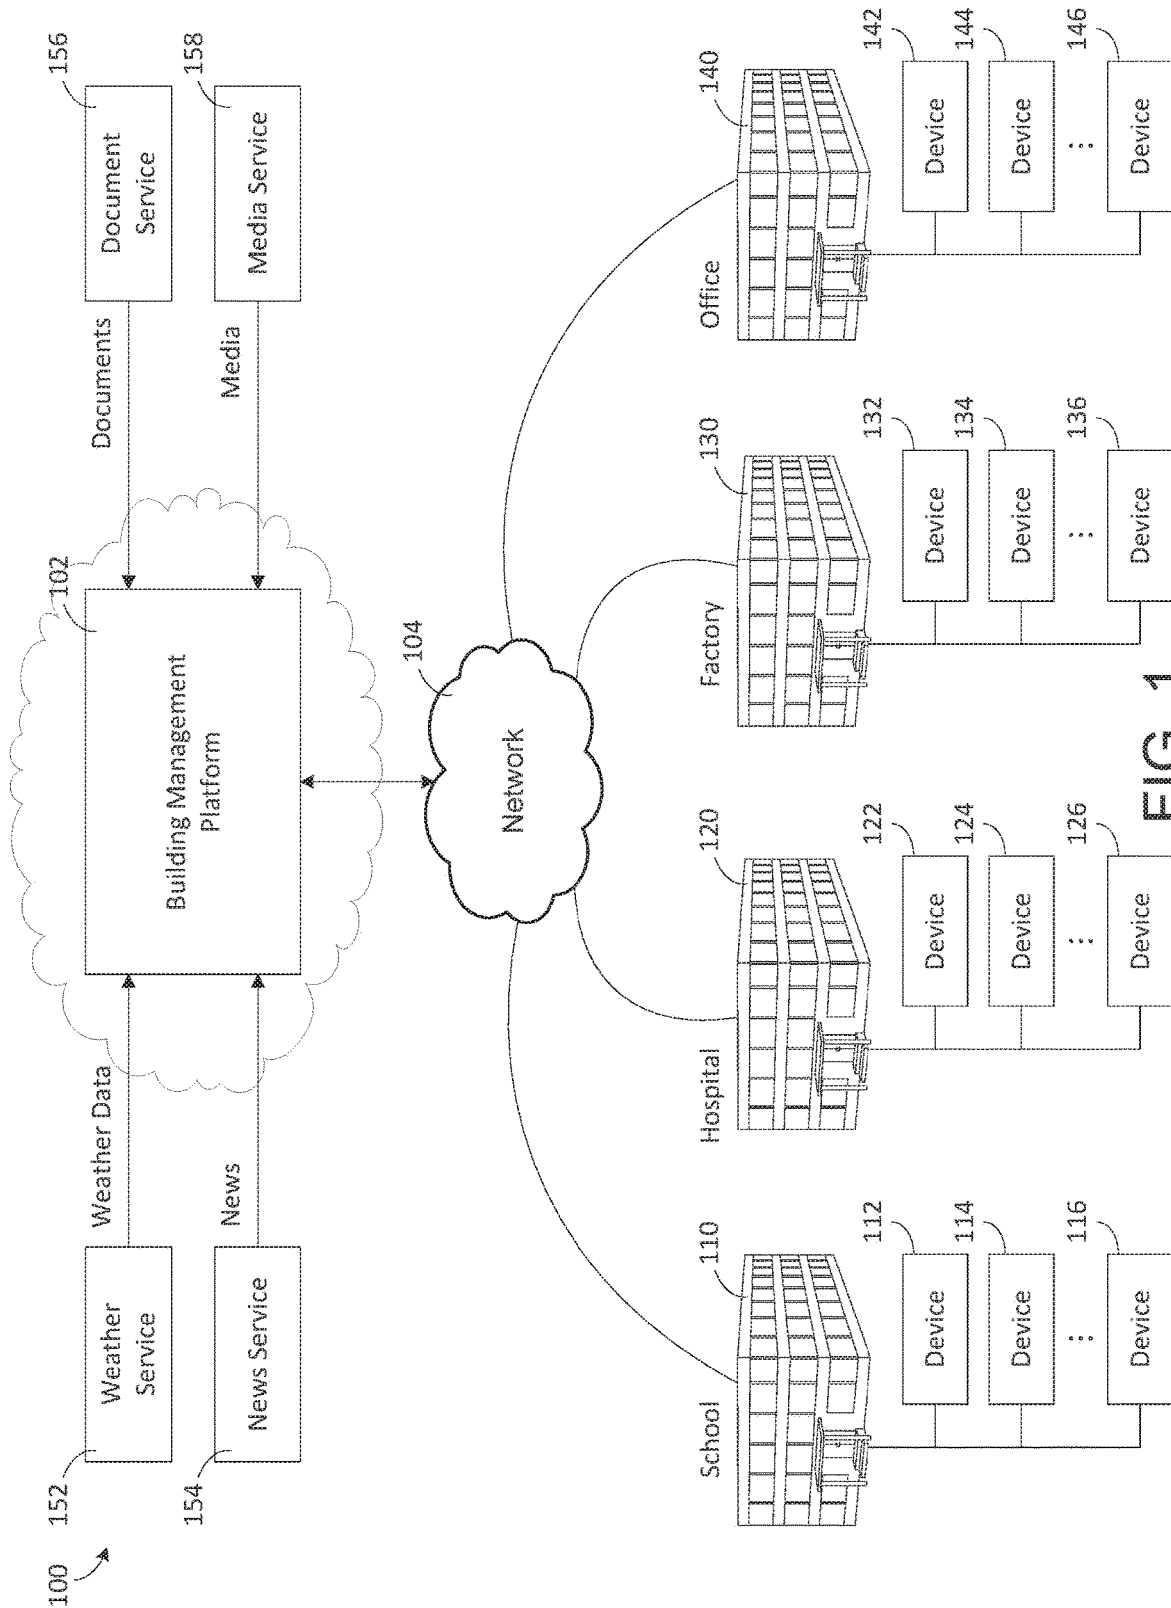 100
152
Weather
Service
Weather Data
154
News Service
News
102
Building Management
Platform
Documents
Document
Service
156
Media
Media Service
158
104
Network
School
110
Hospital
120
Factory
130
Office
140
Device
112
Device
122
Device
132
Device
142
Device
114
Device
124
Device
134
Device
144
Device
116
Device
126
Device
136
Device
146
FIG. 1